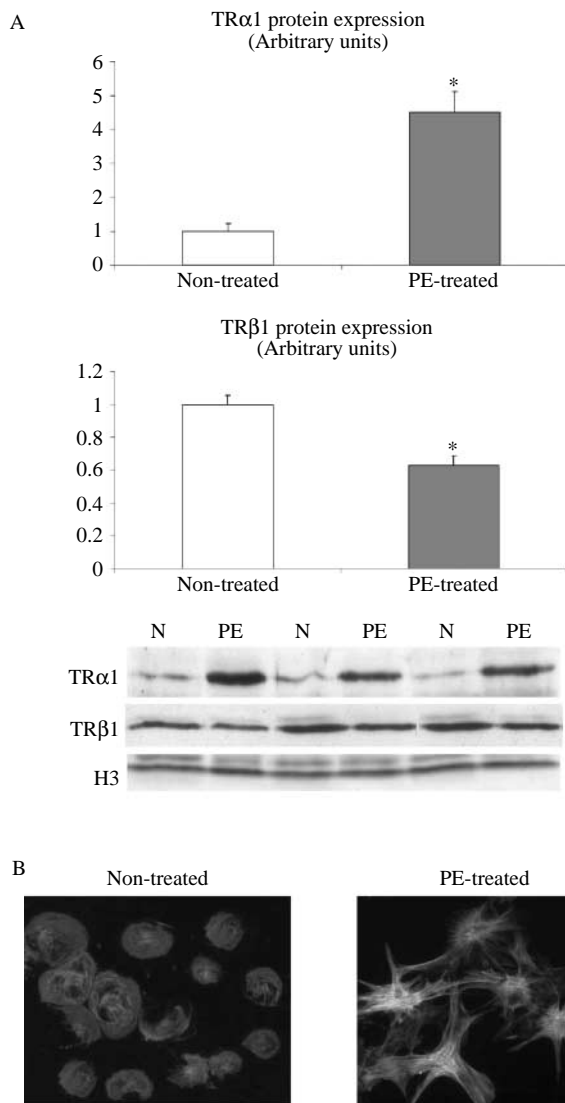 A
TRα1 protein expression
(Arbitrary units)
6
5
4
3
2
1
0
*
Non-treated PE-treated
TRβ1 protein expression
(Arbitrary units)
1.2
1
0.8
0.6
0.4
0.2
0
*
Non-treated PE-treated
N PE N PE N PE
TRα1
TRβ1
H3
B
Non-treated PE-treated